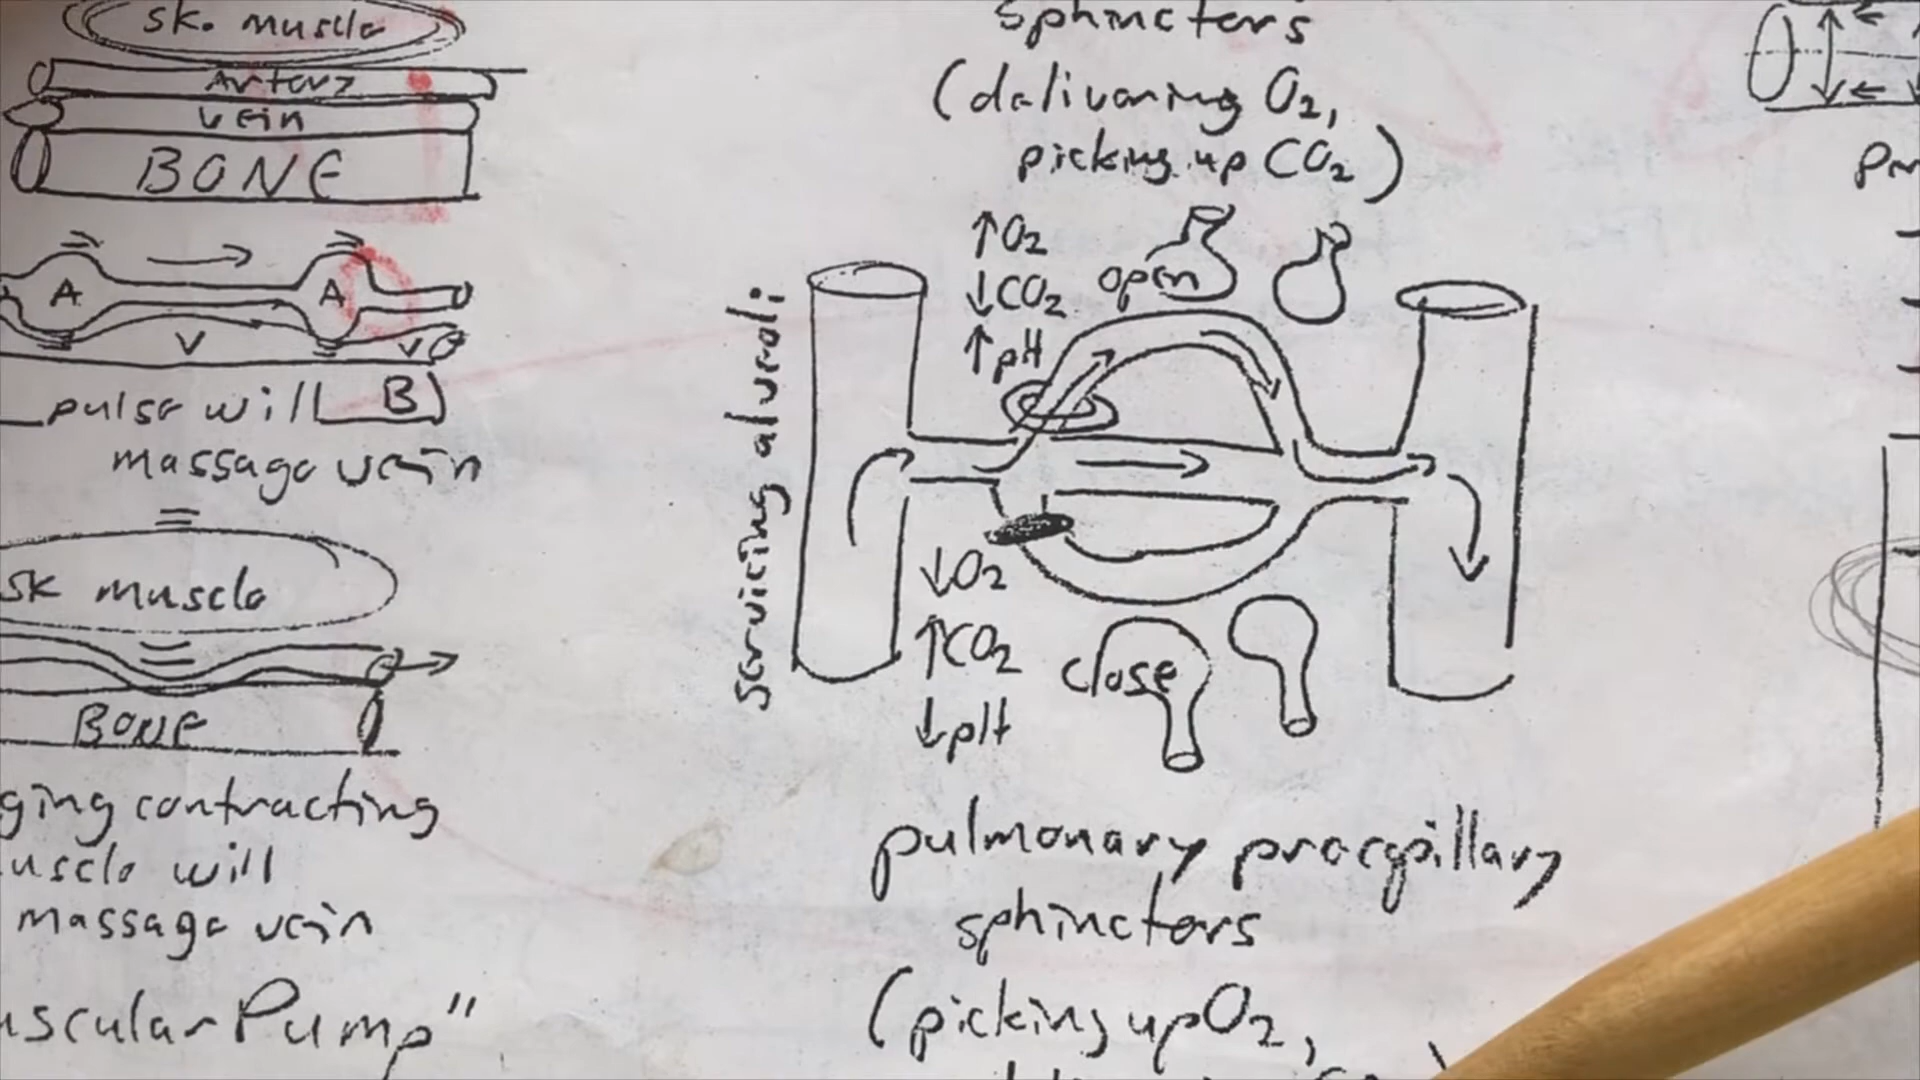 sk. muscle
Artery
vein
BONE
A
A
V
V
pulse will
B
massage vein
sk muscle
BONE
ging contracting
uscle will
massage vein
uscular Pump"
sphincters
(delivering O₂,
picking up CO₂)
↑O₂
↓CO₂
↑pH
open
servicing alveoli:
↓O₂
↑CO₂
↓pH
close
pulmonary precapillary
sphincters
(picking up O₂,